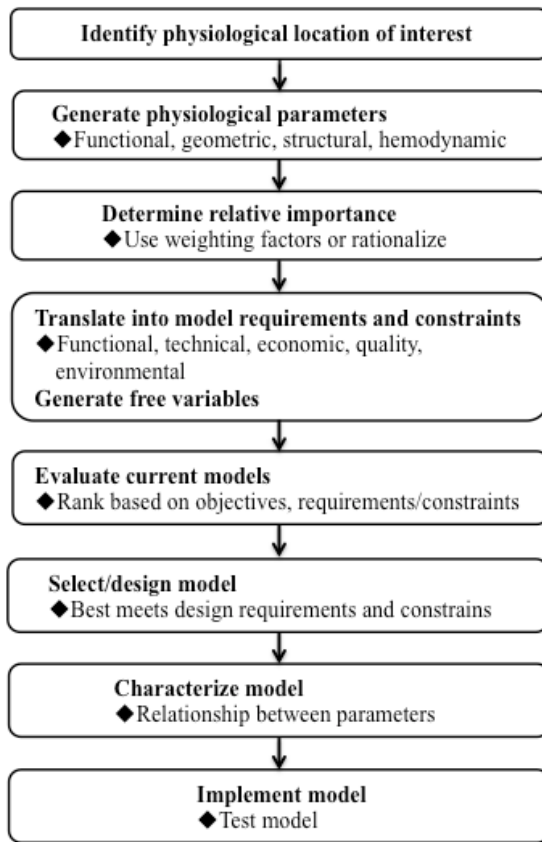 Identify physiological location of interest
Generate physiological parameters
◆Functional, geometric, structural, hemodynamic
Determine relative importance
◆Use weighting factors or rationalize
Translate into model requirements and constraints
◆Functional, technical, economic, quality,
environmental
Generate free variables
Evaluate current models
◆Rank based on objectives, requirements/constraints
Select/design model
◆Best meets design requirements and constrains
Characterize model
◆Relationship between parameters
Implement model
◆Test model